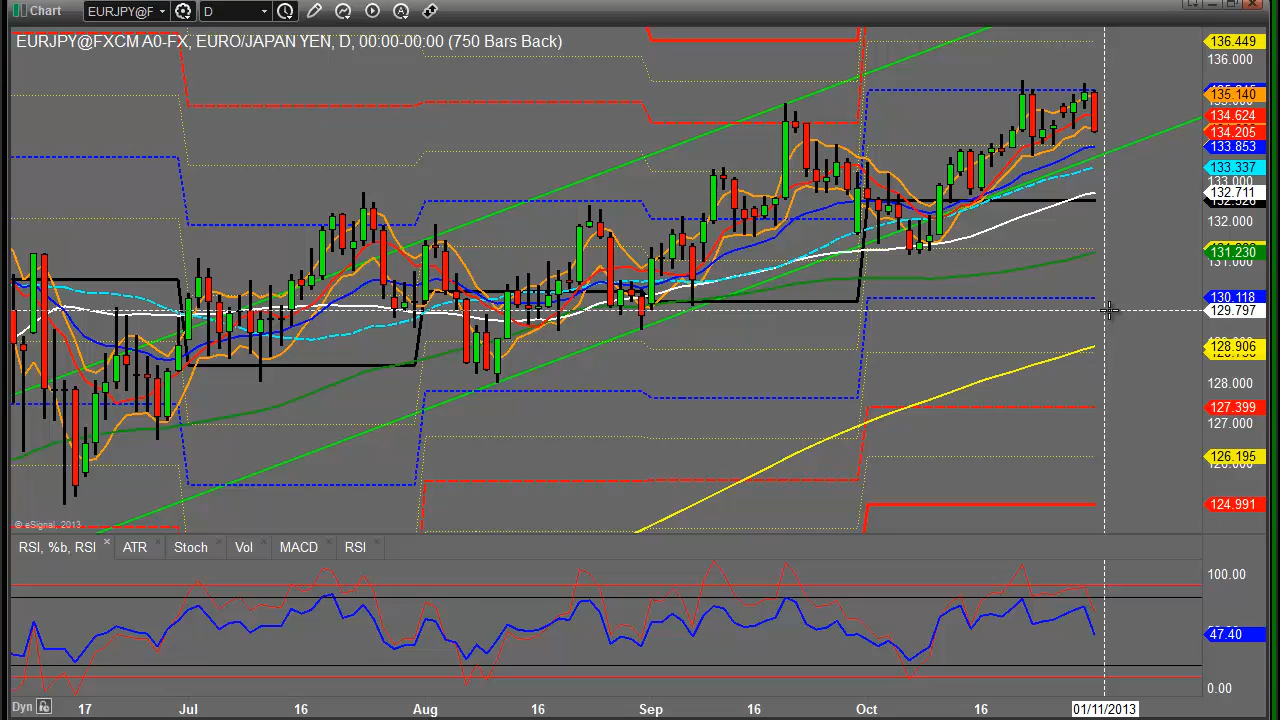 Chart
EURJPY@F
D
EURJPY@FXCM A0-FX, EURO/JAPAN YEN, D, 00:00-00:00 (750 Bars Back)
136.449
136.000
135.140
134.624
134.205
133.853
133.337
133.000
132.711
132.000
131.230
131.000
130.118
129.797
128.906
128.000
127.399
127.000
126.195
126.000
124.991
© eSignal, 2013
RSI, %b, RSI
ATR
Stoch
Vol
MACD
RSI
100.00
47.40
0.00
Dyn
17
Jul
16
Aug
16
Sep
16
Oct
16
01/11/2013